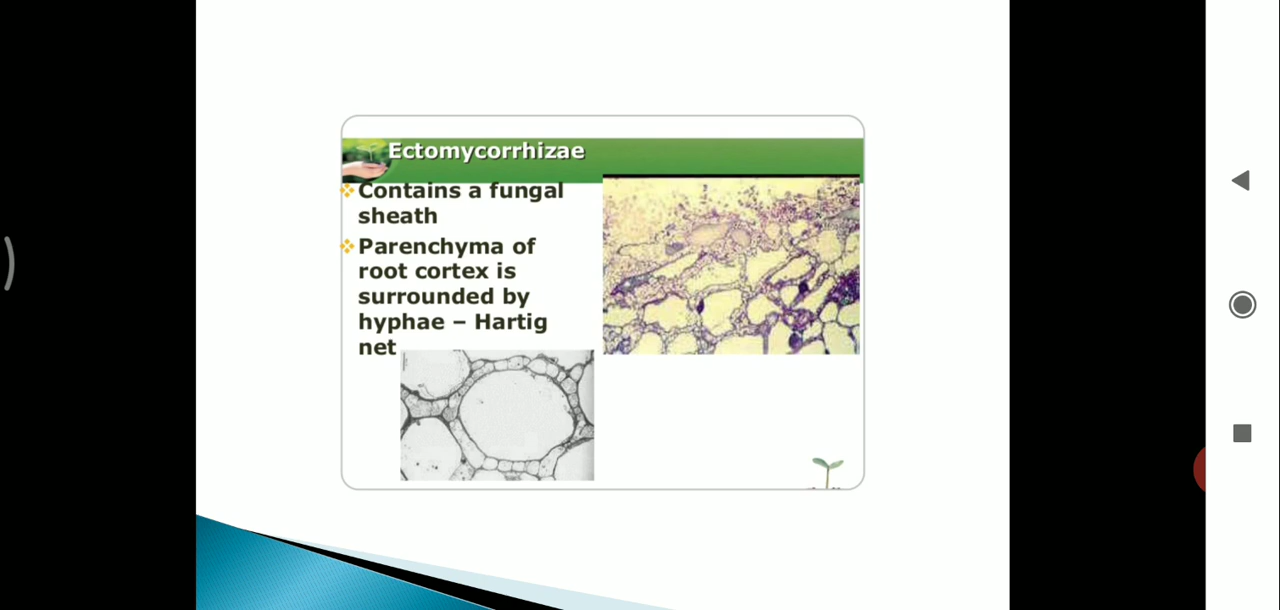 Ectomycorrhizae
Contains a fungal
sheath
Parenchyma of
root cortex is
surrounded by
hyphae – Hartig
net